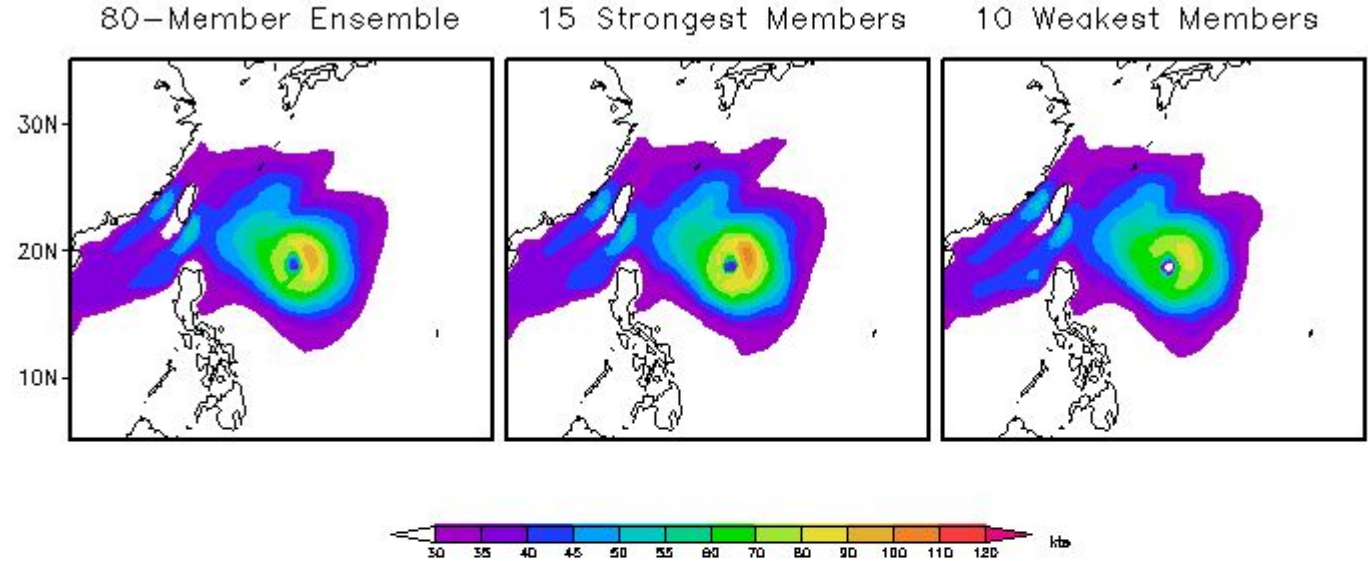 80-Member Ensemble
15 Strongest Members
10 Weakest Members
30N
20N
10N
30 35 40 45 50 55 60 70 80 90 100 110 120
kts